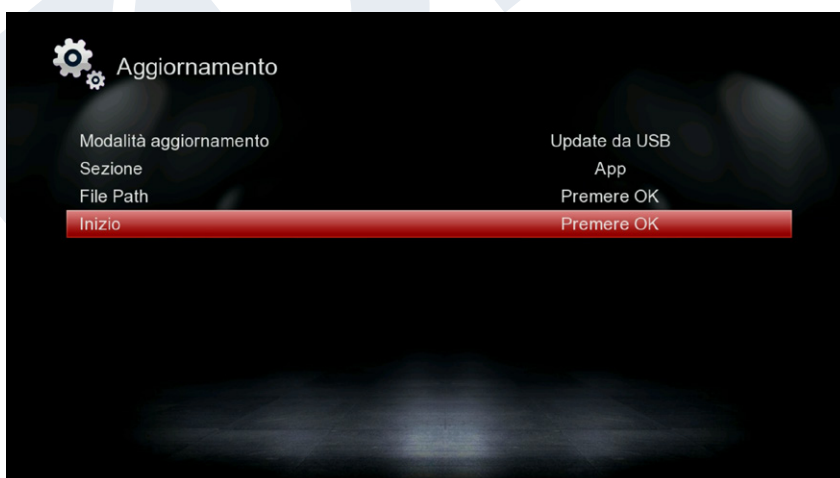 Aggiornamento
Modalità aggiornamento Update da USB
Sezione App
File Path Premere OK
Inizio Premere OK